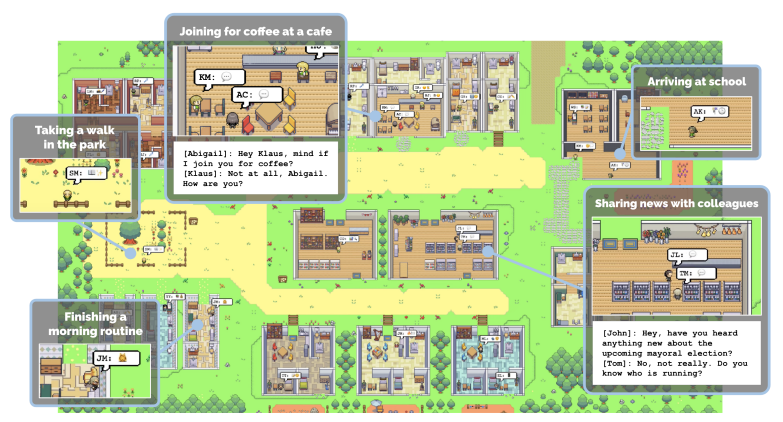 Joining for coffee at a cafe
KM:
AC:
[Abigail]: Hey Klaus, mind if
I join you for coffee?
[Klaus]: Not at all, Abigail.
How are you?
Arriving at school
AK:
Taking a walk
in the park
SM:
Sharing news with colleagues
JL:
TM:
[John]: Hey, have you heard
anything new about the
upcoming mayoral election?
[Tom]: No, not really. Do you
know who is running?
Finishing a
morning routine
JM: